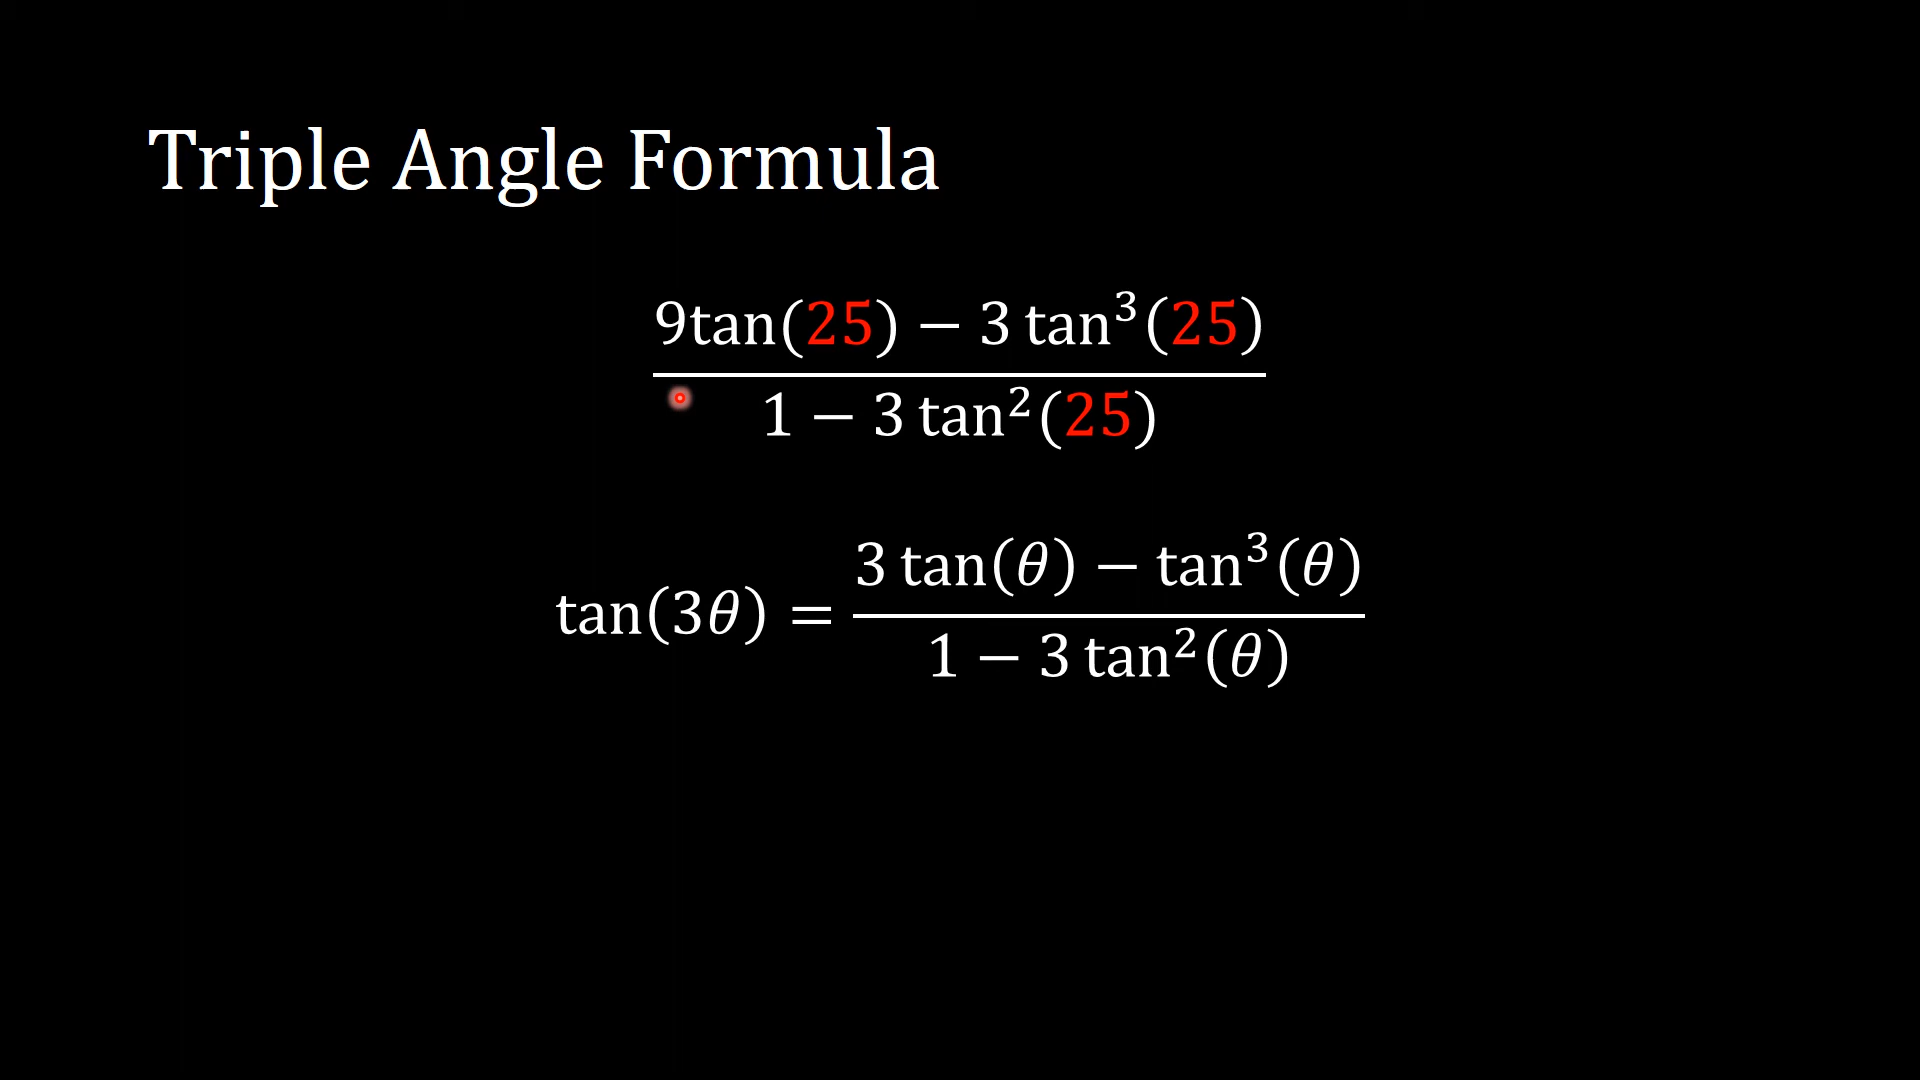 Triple Angle Formula
9tan(25) − 3 tan³(25)
1 − 3 tan²(25)
tan(3θ) = 3 tan(θ) − tan³(θ)
1 − 3 tan²(θ)